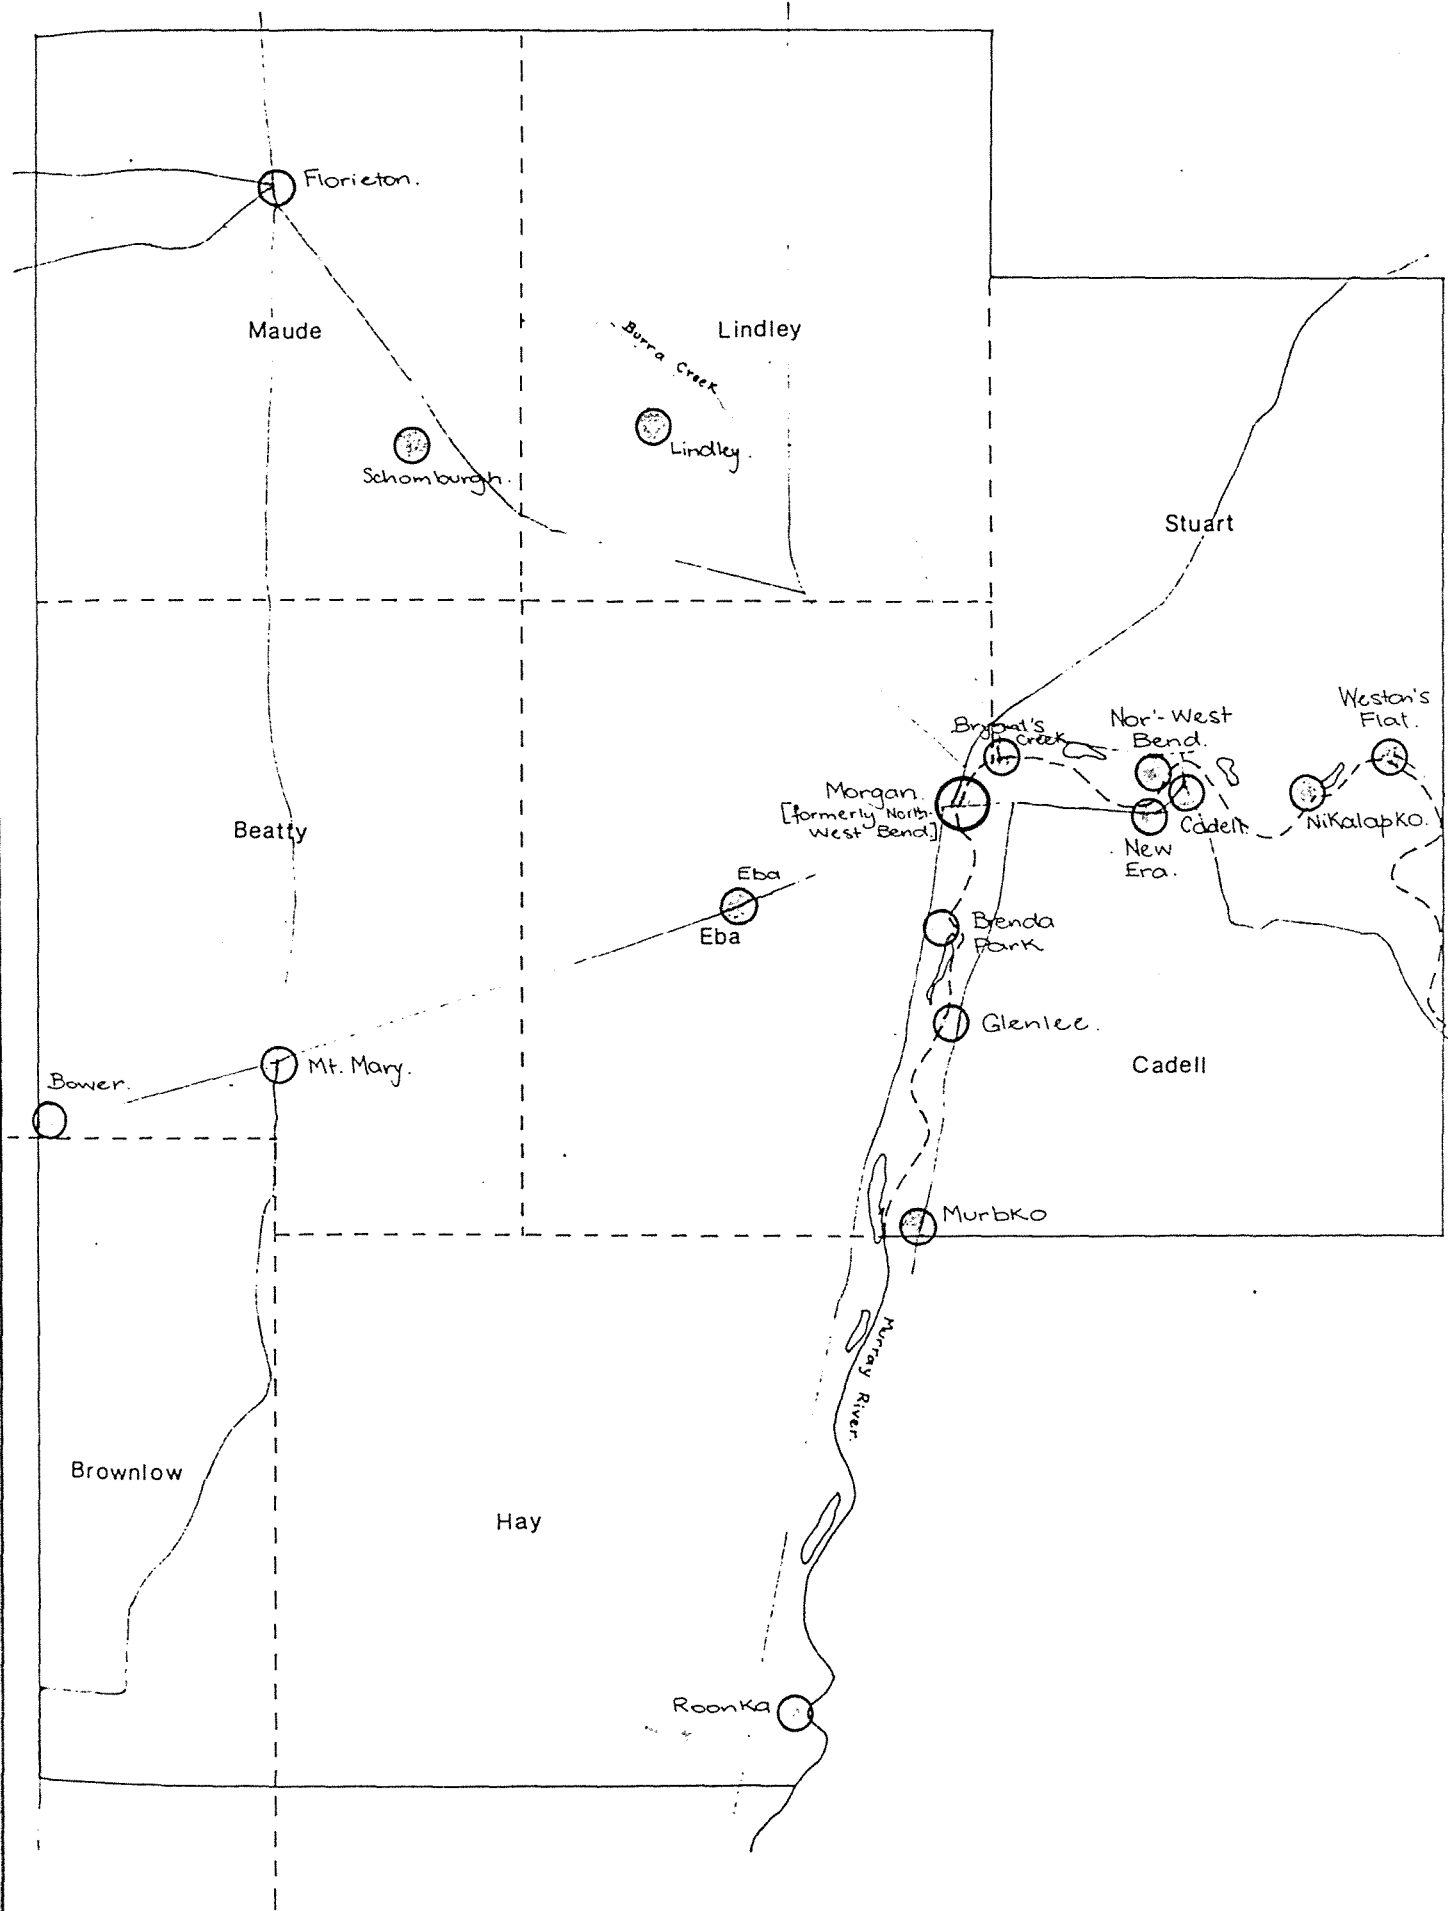 Florieton.
Maude
Lindley
Burra Creek
Lindley.
Schomburgh.
Stuart
Weston's
Flat.
Nor'-West
Bend.
Bryant's
Creek
Morgan.
[formerly North-
West Bend]
Cadell.
Nikalapko.
New
Era.
Beatty
Eba
Eba
Brenda
Park
Glenlee.
Cadell
Mt. Mary.
Bower.
Murbko
Murray River.
Brownlow
Hay
Roonka